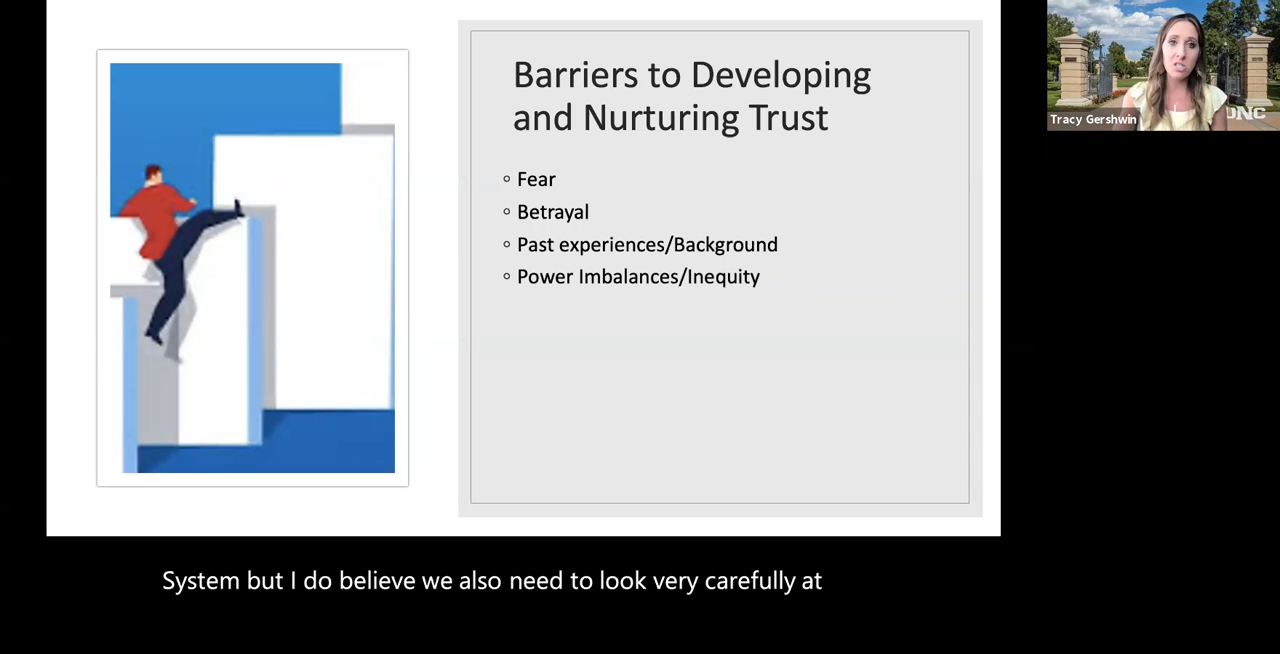 Barriers to Developing
and Nurturing Trust
◦ Fear
◦ Betrayal
◦ Past experiences/Background
◦ Power Imbalances/Inequity
Tracy Gershwin
UNC
System but I do believe we also need to look very carefully at